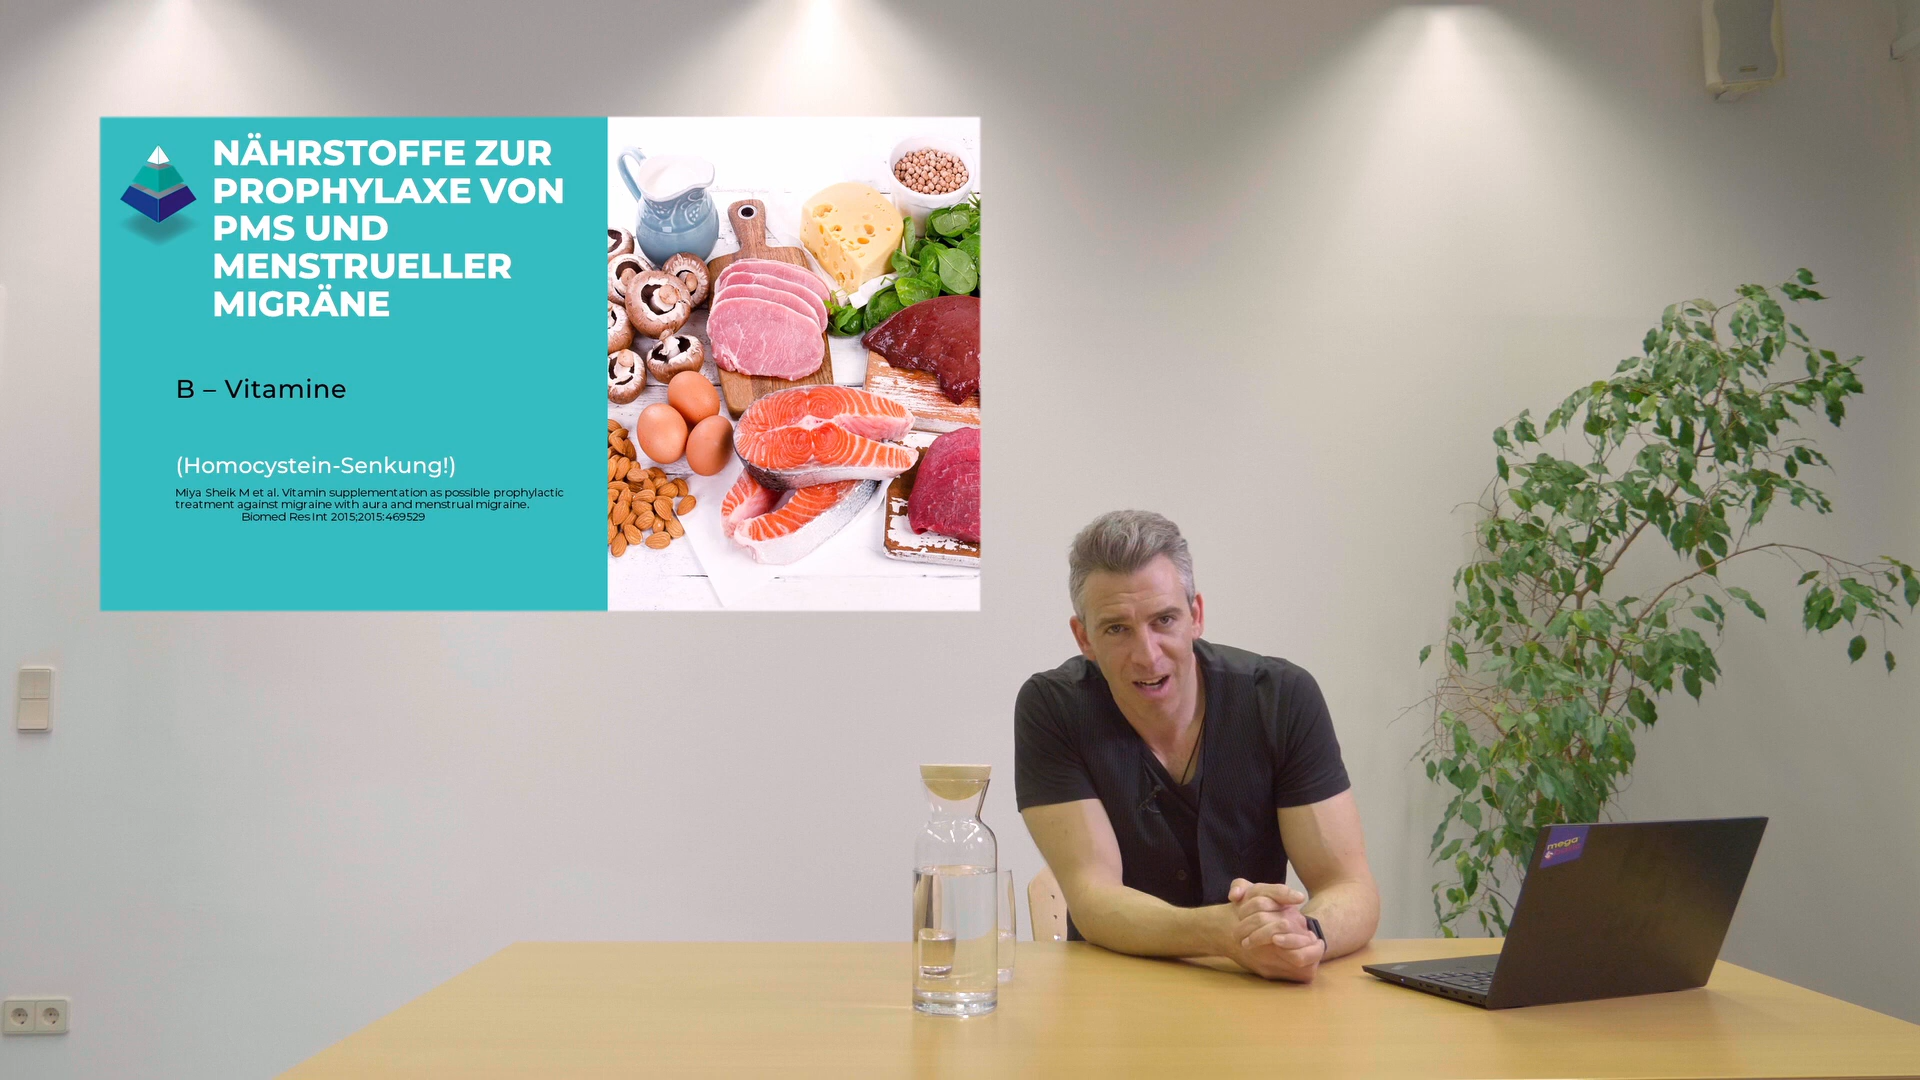 NÄHRSTOFFE ZUR
PROPHYLAXE VON
PMS UND
MENSTRUELLER
MIGRÄNE
B – Vitamine
(Homocystein-Senkung!)
Miya Sheik M et al. Vitamin supplementation as possible prophylactic
treatment against migraine with aura and menstrual migraine.
Biomed Res Int 2015;2015:469529
mega